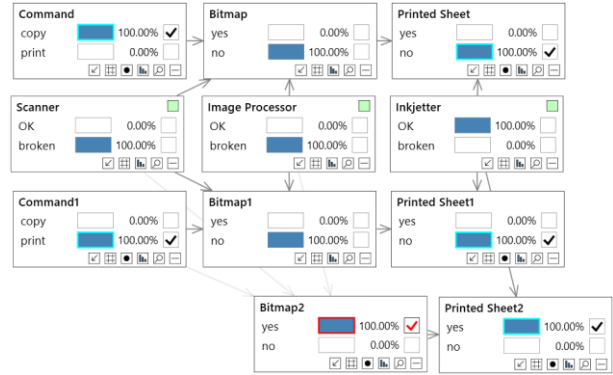 Command
copy 100.00%
print 0.00%
Bitmap
yes 0.00%
no 100.00%
Printed Sheet
yes 0.00%
no 100.00%
Scanner
OK 0.00%
broken 100.00%
Image Processor
OK 0.00%
broken 100.00%
Inkjetter
OK 100.00%
broken 0.00%
Command1
copy 0.00%
print 100.00%
Bitmap1
yes 0.00%
no 100.00%
Printed Sheet1
yes 0.00%
no 100.00%
Bitmap2
yes 100.00%
no 0.00%
Printed Sheet2
yes 100.00%
no 0.00%